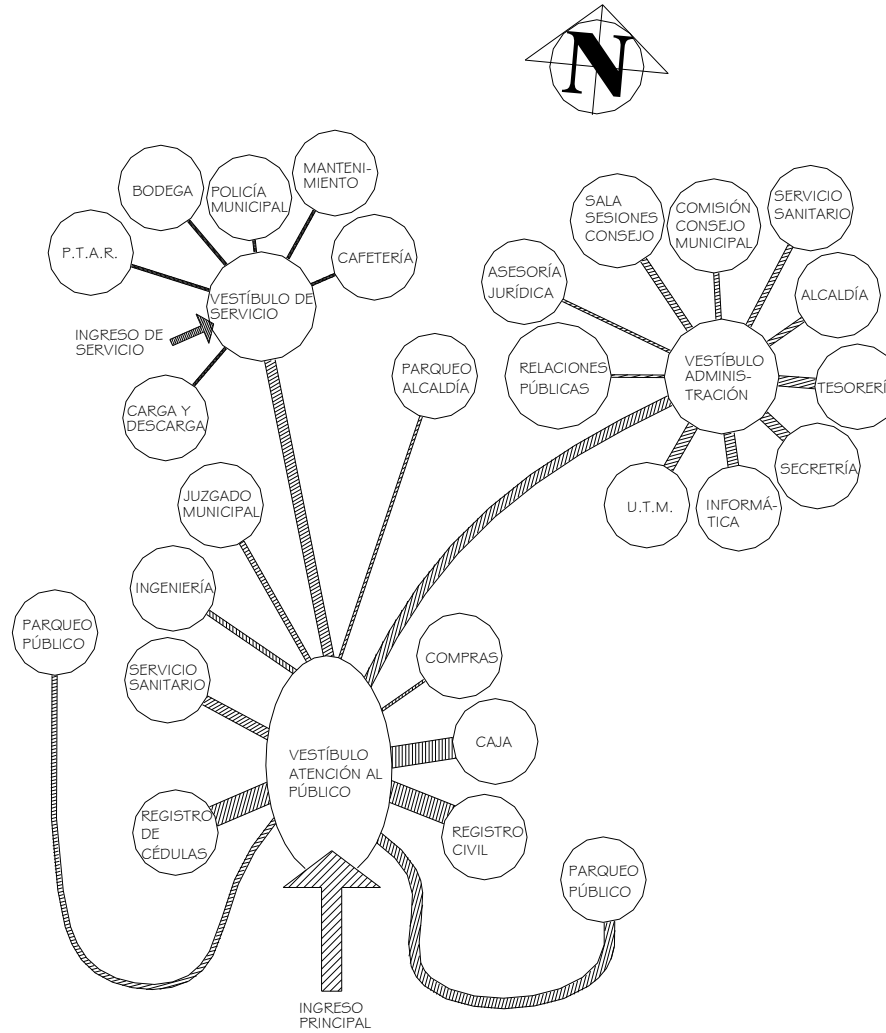 N
MANTENI-
MIENTO
BODEGA
POLICÍA
MUNICIPAL
P.T.A.R.
CAFETERÍA
VESTÍBULO DE
SERVICIO
INGRESO DE
SERVICIO
CARGA Y
DESCARGA
PARQUEO
ALCALDÍA
SALA
SESIONES
CONSEJO
COMISIÓN
CONSEJO
MUNICIPAL
SERVICIO
SANITARIO
ASESORÍA
JURÍDICA
ALCALDÍA
RELACIONES
PÚBLICAS
VESTÍBULO
ADMINIS-
TRACIÓN
TESORERÍ
SECRETRÍA
U.T.M.
INFORMÁ-
TICA
JUZGADO
MUNICIPAL
INGENIERÍA
PARQUEO
PÚBLICO
SERVICIO
SANITARIO
COMPRAS
CAJA
VESTÍBULO
ATENCIÓN AL
PÚBLICO
REGISTRO
DE
CÉDULAS
REGISTRO
CIVIL
PARQUEO
PÚBLICO
INGRESO
PRINCIPAL